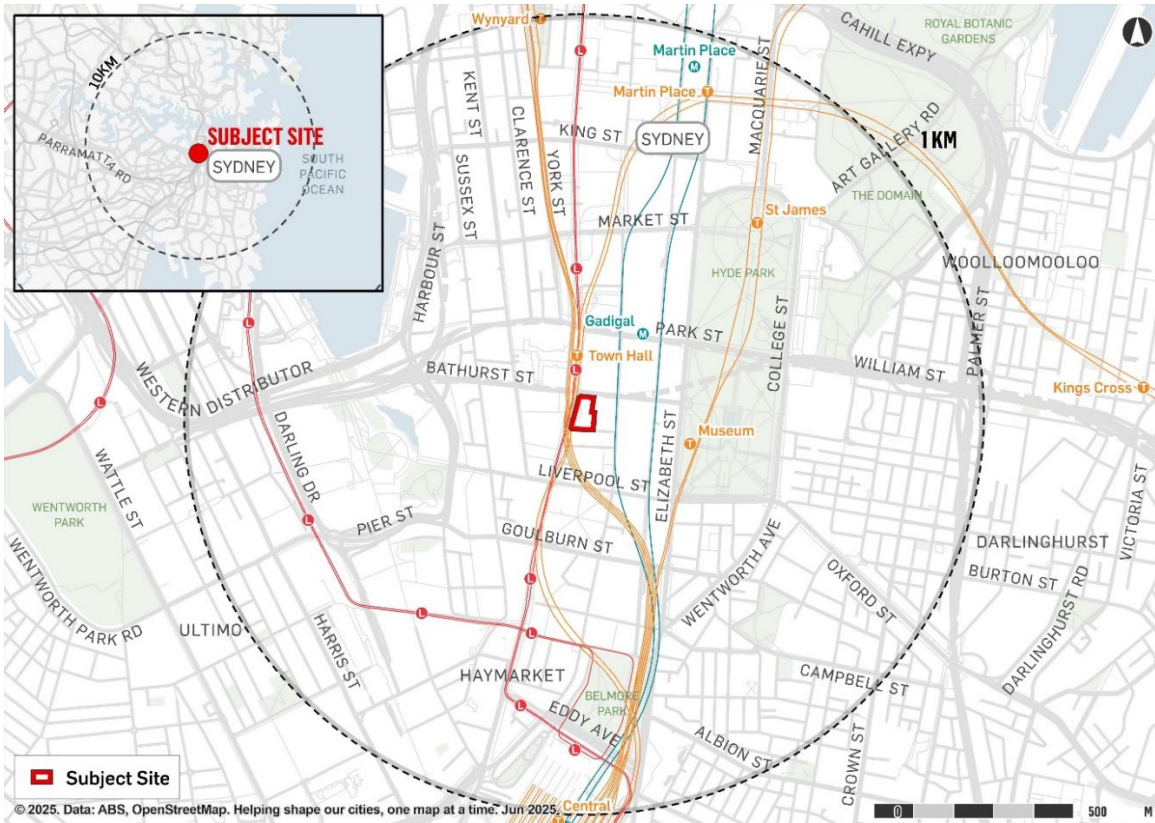 10KM
SUBJECT SITE
SYDNEY
PARRAMATTA RD
SOUTH
PACIFIC
OCEAN
Wynyard
T
L
Martin Place
M
Martin Place
T
CAHILL EXPY
ROYAL BOTANIC
GARDENS
KENT ST
CLARENCE ST
YORK ST
KING ST
SYDNEY
MACQUARIE ST
ART GALLERY RD
1 KM
THE DOMAIN
SUSSEX ST
MARKET ST
St James
T
HARBOUR ST
L
HYDE PARK
WOOLLOOMOOLOO
Gadigal
M
PARK ST
COLLEGE ST
PALMER ST
L
T
Town Hall
L
WESTERN DISTRIBUTOR
BATHURST ST
WILLIAM ST
Kings Cross
T
L
DARLING DR
ELIZABETH ST
Museum
T
WATTLE ST
LIVERPOOL ST
VICTORIA ST
WENTWORTH
PARK
L
PIER ST
GOULBURN ST
WENTWORTH AVE
DARLINGHURST
L
OXFORD ST
BURTON ST
WENTWORTH PARK RD
ULTIMO
HARRIS ST
L
L
DARLINGHURST RD
HAYMARKET
CAMPBELL ST
BELMORE
PARK
L
EDDY AVE
L
ALBION ST
CROWN ST
Subject Site
Central
T
© 2025. Data: ABS, OpenStreetMap. Helping shape our cities, one map at a time. Jun 2025.
0 500 M